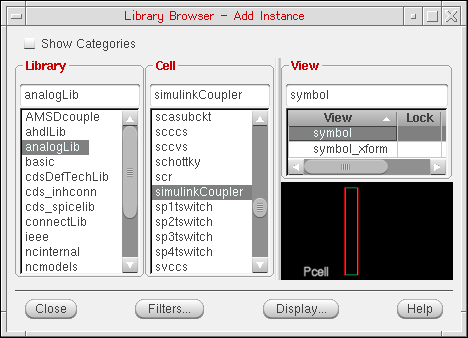 Library Browser - Add Instance
Show Categories
Library
Cell
View
analogLib
simulinkCoupler
symbol
AMSDcouple
ahdlLib
analogLib
basic
cdsDefTechLib
cds_inhconn
cds_spicelib
connectLib
ieee
ncinternal
ncmodels
scasubckt
scccs
sccvs
schottky
scr
simulinkCoupler
sp1tswitch
sp2tswitch
sp3tswitch
sp4tswitch
svccs
View Lock
symbol
symbol_xform
Pcell
Close Filters... Display... Help